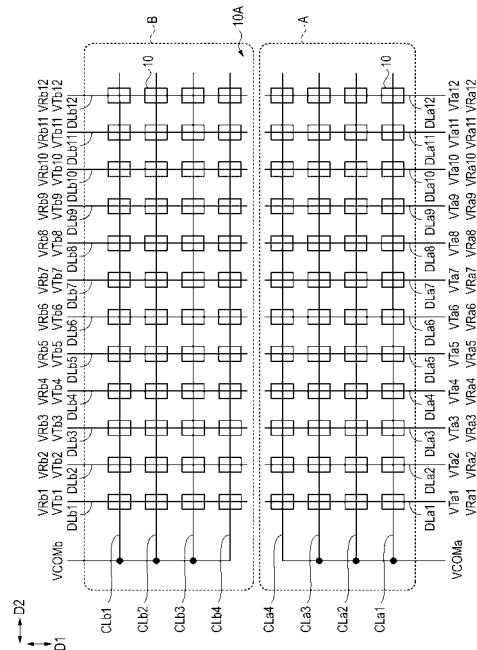 B
10A
VRb1 VRb2 VRb3 VRb4 VRb5 VRb6 VRb7 VRb8 VRb9 VRb10 VRb11 VRb12
VTb1 VTb2 VTb3 VTb4 VTb5 VTb6 VTb7 VTb8 VTb9 VTb10 VTb11 VTb12
DLb1 DLb2 DLb3 DLb4 DLb5 DLb6 DLb7 DLb8 DLb9 DLb10 DLb11 DLb12
10
VCOMb
CLb1
CLb2
CLb3
CLb4
A
10
CLa4
CLa3
CLa2
CLa1
VCOMa
DLa1 DLa2 DLa3 DLa4 DLa5 DLa6 DLa7 DLa8 DLa9 DLa10 DLa11 DLa12
VTa1 VTa2 VTa3 VTa4 VTa5 VTa6 VTa7 VTa8 VTa9 VTa10 VTa11 VTa12
VRa1 VRa2 VRa3 VRa4 VRa5 VRa6 VRa7 VRa8 VRa9 VRa10 VRa11 VRa12
D2
D1